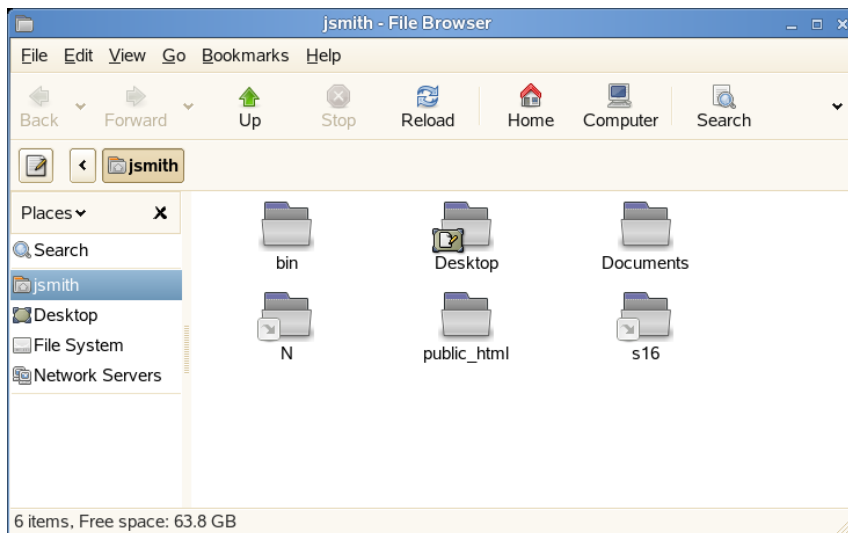 jsmith - File Browser
File Edit View Go Bookmarks Help
Back Forward Up Stop Reload Home Computer Search
jsmith
Places
Search
jsmith
Desktop
File System
Network Servers
bin Desktop Documents
N public_html s16
6 items, Free space: 63.8 GB